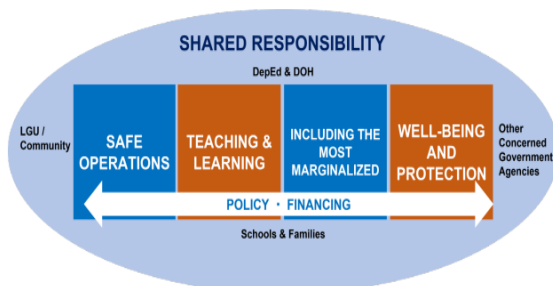 SHARED RESPONSIBILITY
DepEd & DOH
LGU /
Community
SAFE
OPERATIONS
TEACHING &
LEARNING
INCLUDING THE
MOST
MARGINALIZED
WELL-BEING
AND
PROTECTION
Other
Concerned
Government
Agencies
POLICY · FINANCING
Schools & Families